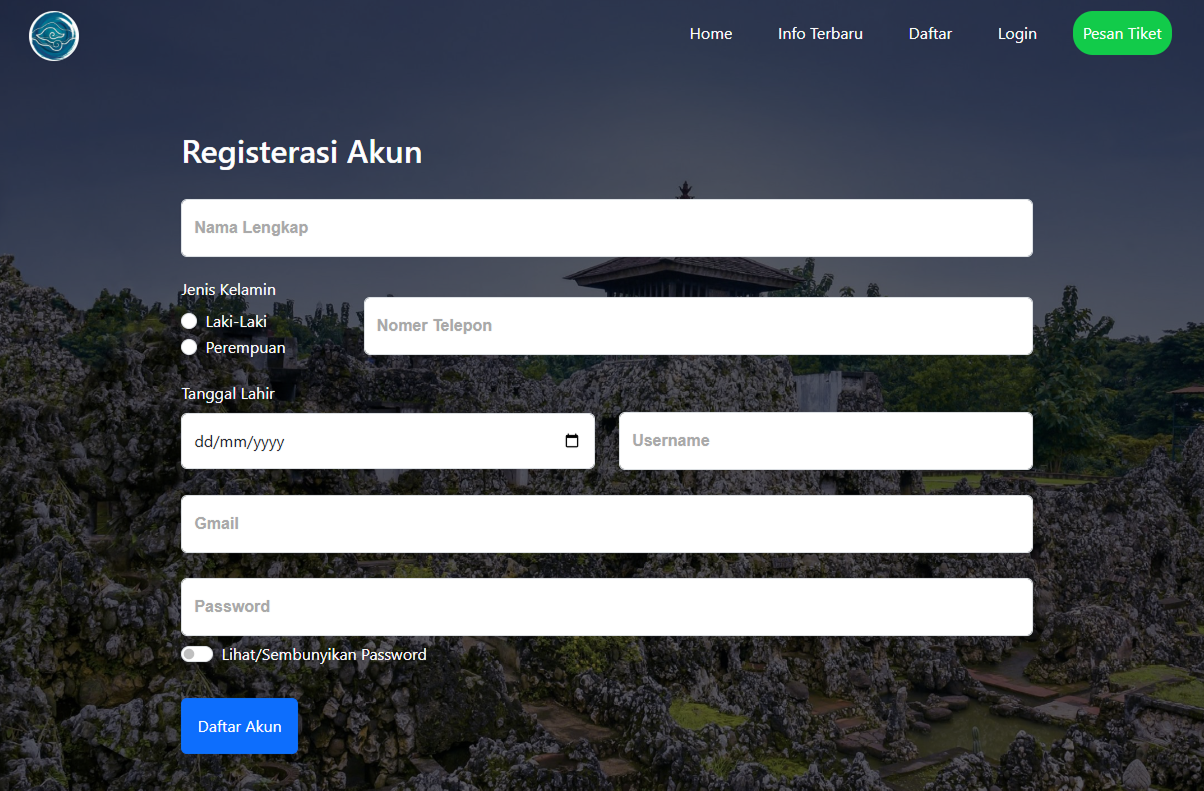 Home Info Terbaru Daftar Login Pesan Tiket
Registerasi Akun
Nama Lengkap
Jenis Kelamin
Laki-Laki
Perempuan
Nomer Telepon
Tanggal Lahir
dd/mm/yyyy
Username
Gmail
Password
Lihat/Sembunyikan Password
Daftar Akun